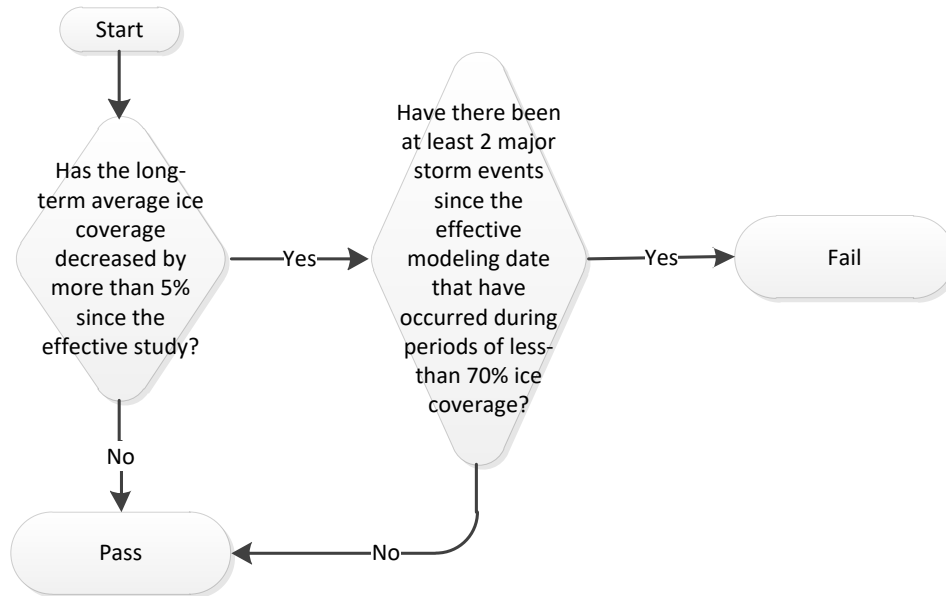 Start
Has the long-
term average ice
coverage
decreased by
more than 5%
since the
effective study?
Yes
Have there been
at least 2 major
storm events
since the
effective
modeling date
that have
occurred during
periods of less-
than 70% ice
coverage?
Yes
Fail
No
Pass
No